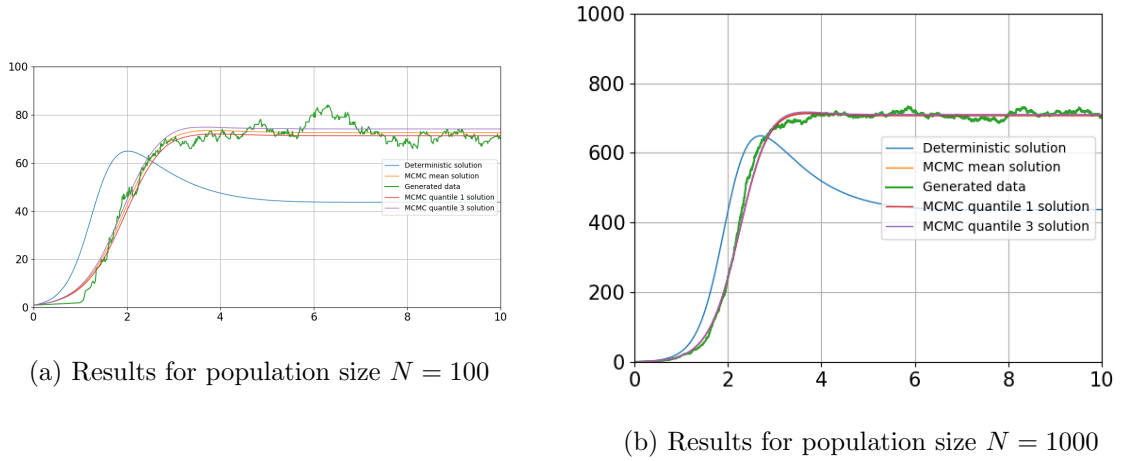 100
80
60
40
20
0
0 2 4 6 8 10
Deterministic solution
MCMC mean solution
Generated data
MCMC quantile 1 solution
MCMC quantile 3 solution
(a) Results for population size N = 100
1000
800
600
400
200
0
0 2 4 6 8 10
Deterministic solution
MCMC mean solution
Generated data
MCMC quantile 1 solution
MCMC quantile 3 solution
(b) Results for population size N = 1000